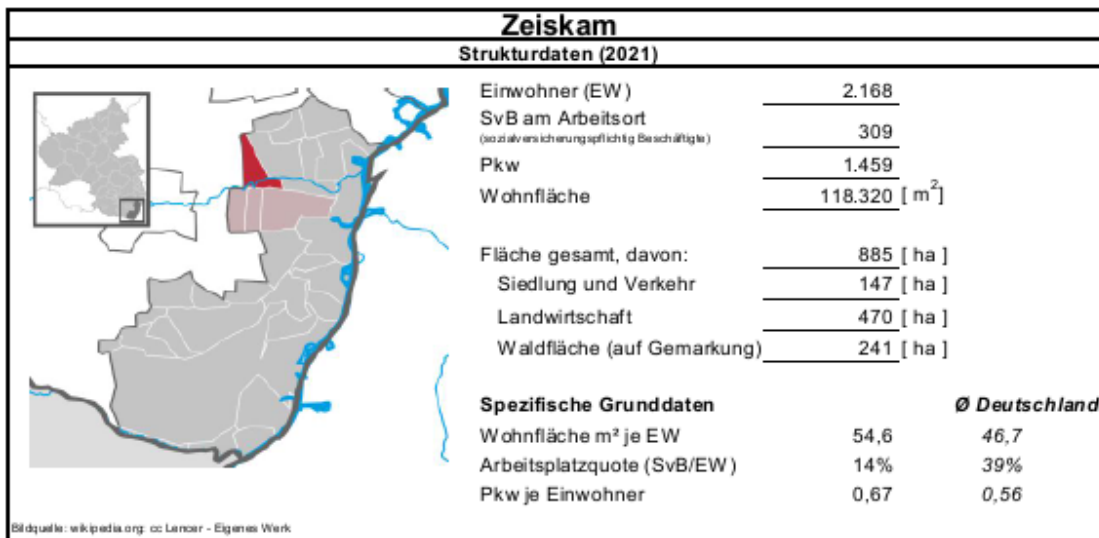 Zeiskam
Strukturdaten (2021)
Einwohner (EW) 2.168
SvB am Arbeitsort
(sozialversicherungspflichtig Beschäftigte) 309
Pkw 1.459
Wohnfläche 118.320 [ m²]
Fläche gesamt, davon: 885 [ ha ]
Siedlung und Verkehr 147 [ ha ]
Landwirtschaft 470 [ ha ]
Waldfläche (auf Gemarkung) 241 [ ha ]
Spezifische Grunddaten Ø Deutschland
Wohnfläche m² je EW 54,6 46,7
Arbeitsplatzquote (SvB/EW) 14% 39%
Pkw je Einwohner 0,67 0,56
Bildquelle: wikipedia.org: cc Lencer - Eigenes Werk